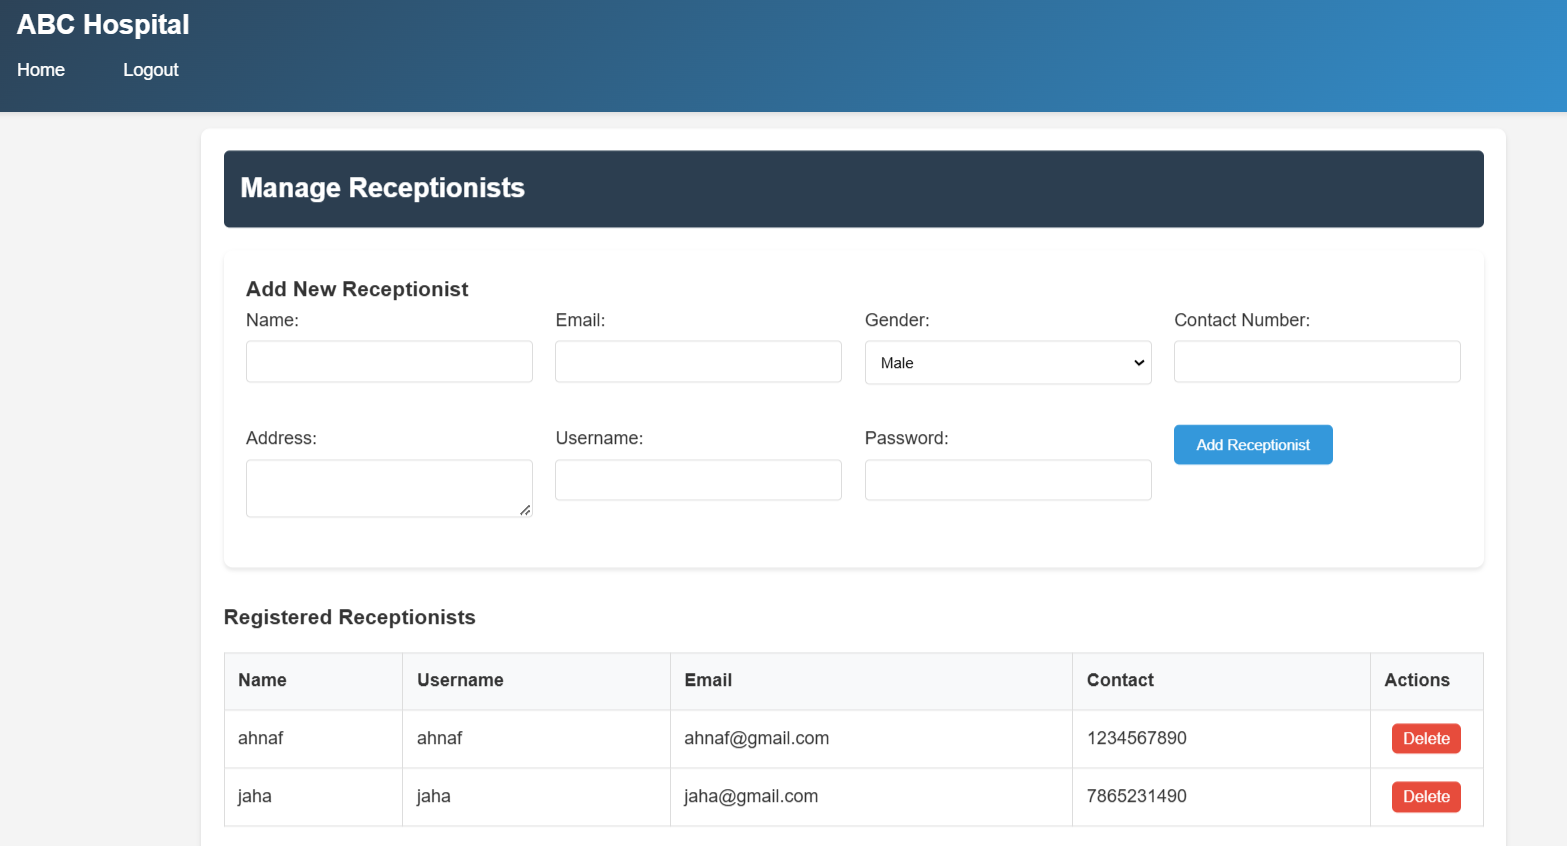 ABC Hospital
Home Logout
Manage Receptionists
Add New Receptionist
Name: Email: Gender: Contact Number:
Male
Address: Username: Password: Add Receptionist
Registered Receptionists
Name Username Email Contact Actions
ahnaf ahnaf ahnaf@gmail.com 1234567890 Delete
jaha jaha jaha@gmail.com 7865231490 Delete